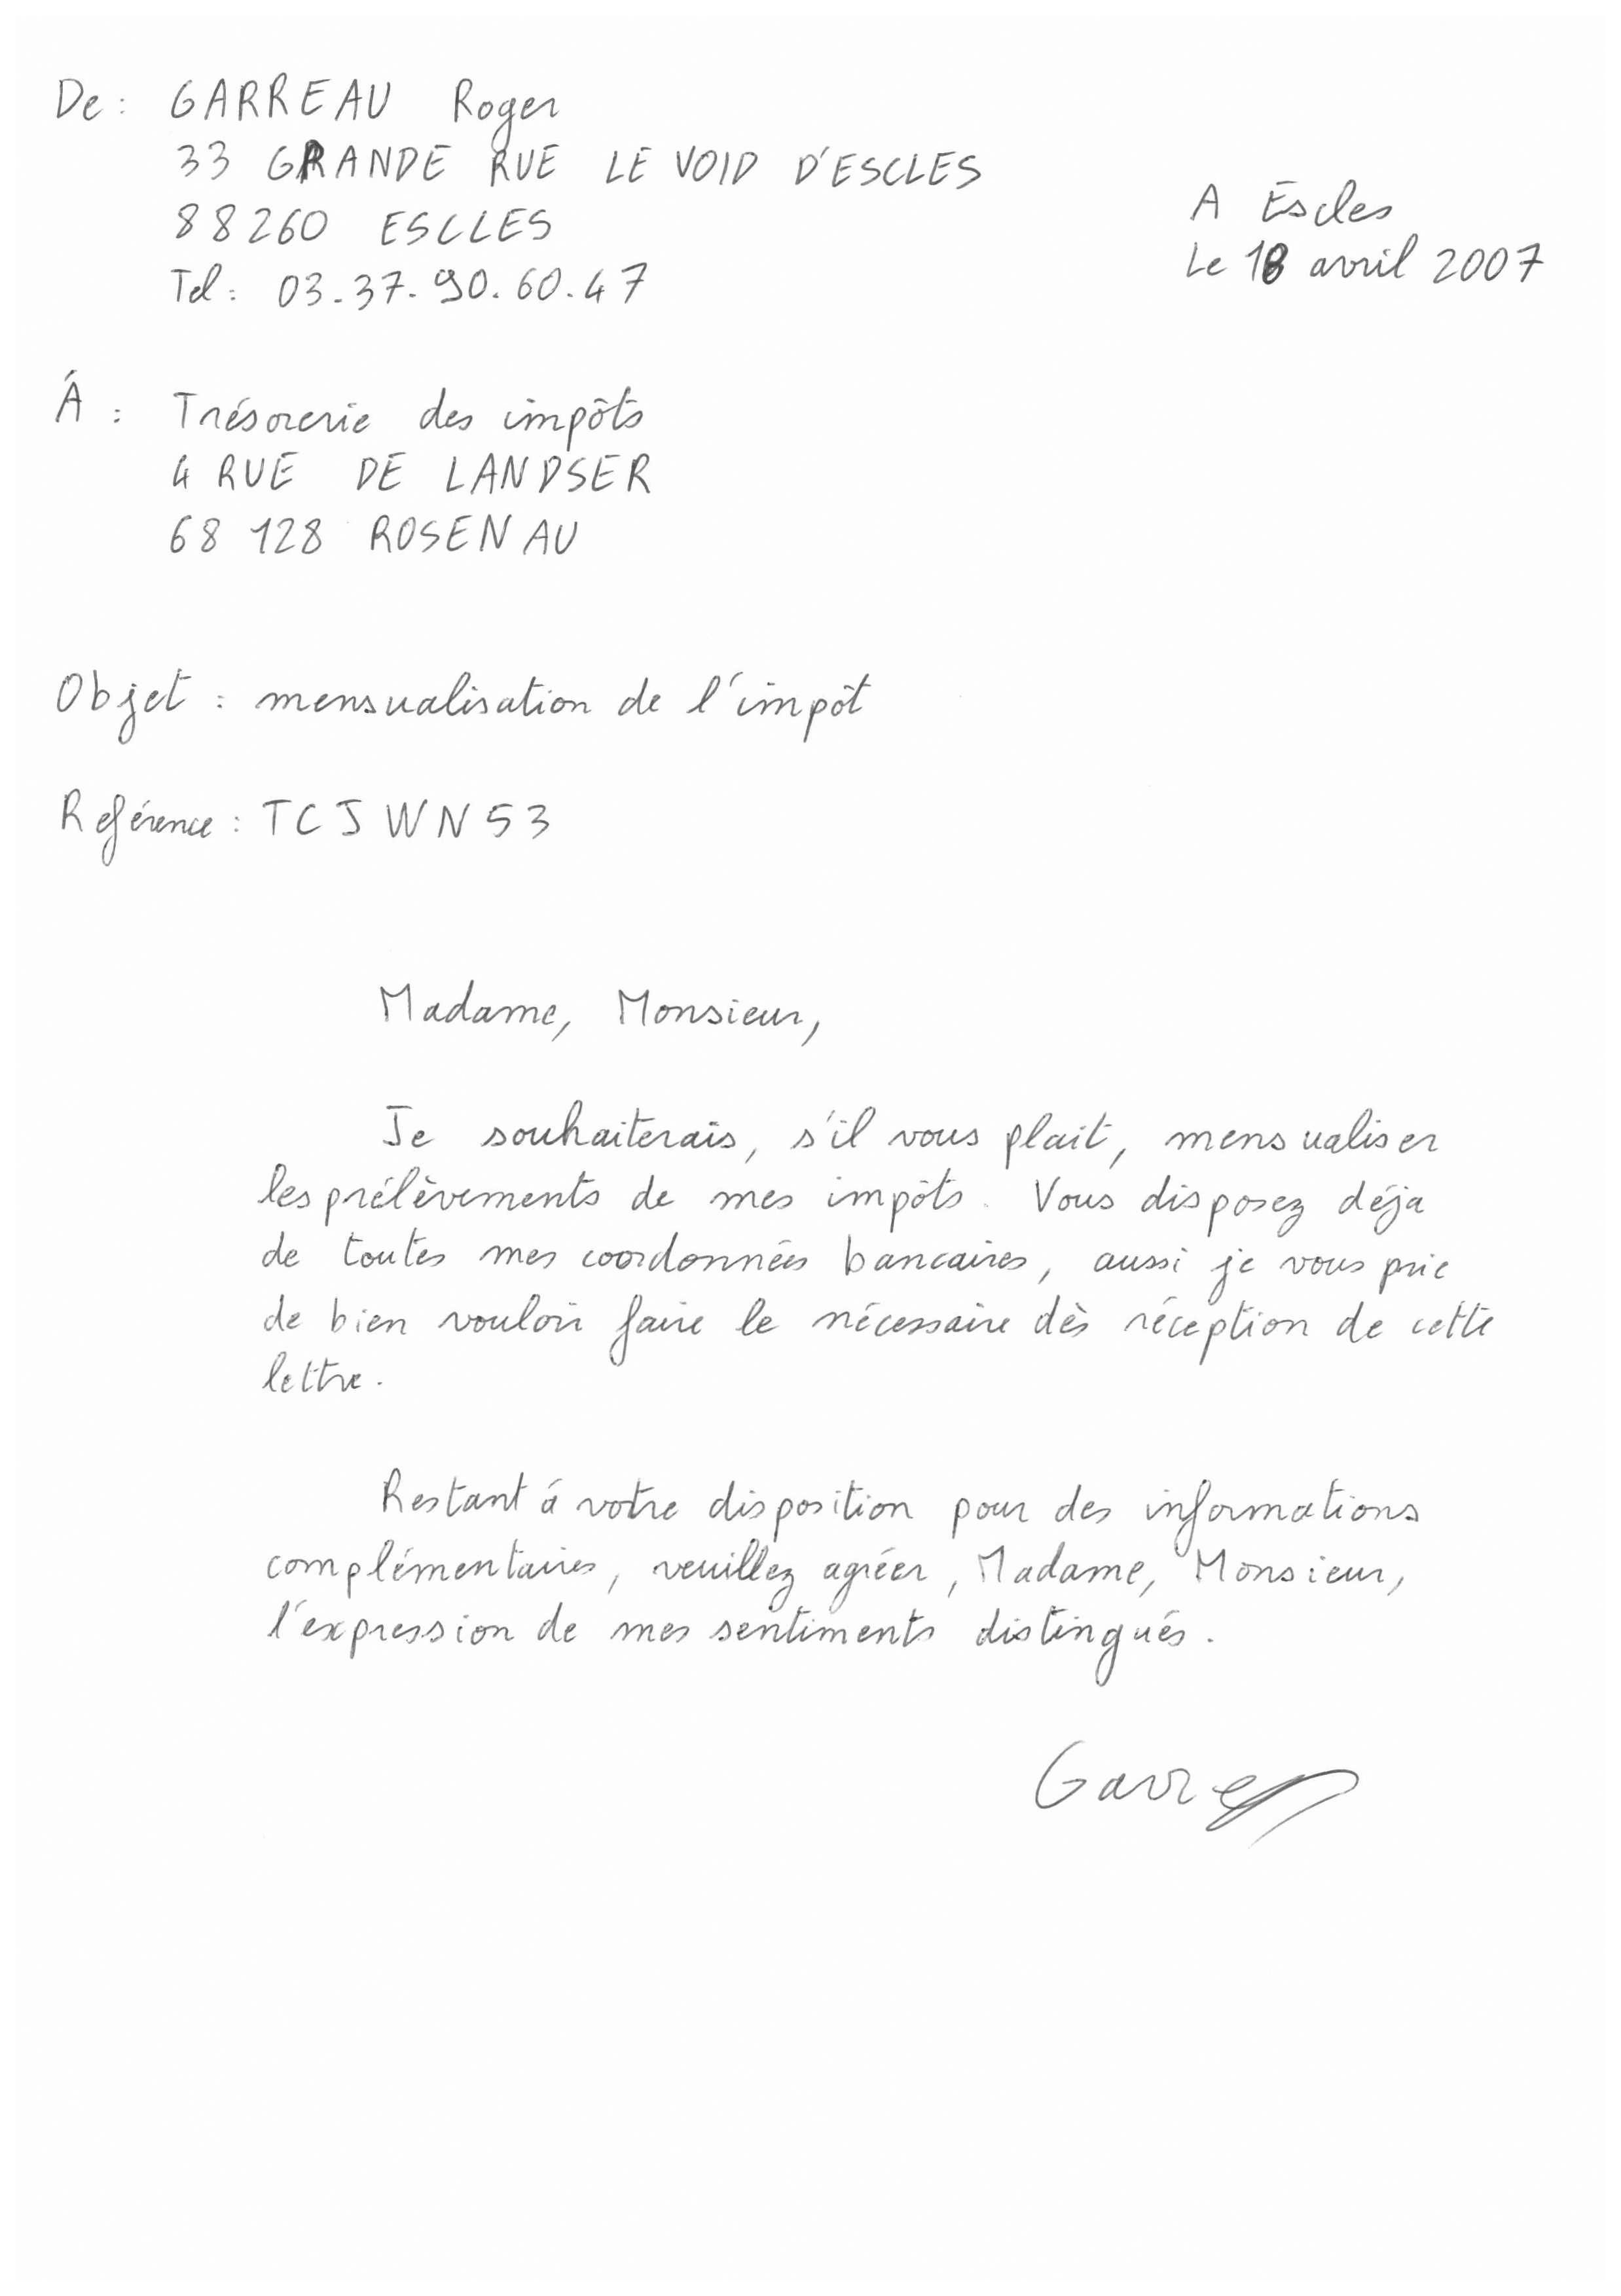 De : GARREAU Roger
33 GRANDE RUE LE VOID D'ESCLES
88260 ESCLES
Tel : 03.37.90.60.47
A Escles
Le 18 avril 2007
À : Trésorerie des impôts
4 RUE DE LANDSER
68 128 ROSENAU
Objet : mensualisation de l'impôt
Reférence : TCJWN53
Madame, Monsieur,
Je souhaiterais, s'il vous plait, mensualiser
les prélèvements de mes impôts. Vous disposez déja
de toutes mes coordonnées bancaires, aussi je vous prie
de bien vouloir faire le nécessaire dès réception de cette
lettre.
Restant à votre disposition pour des informations
complémentaires, veuillez agréer, Madame, Monsieur,
l'expression de mes sentiments distingués.